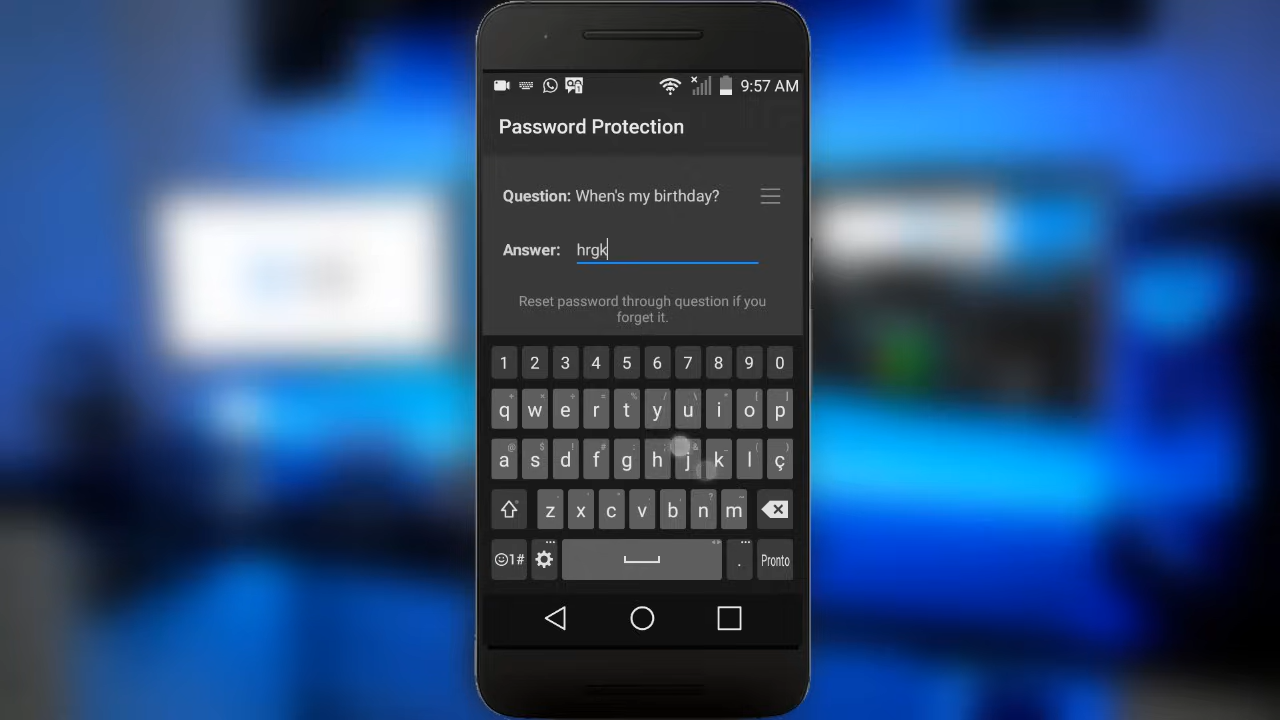 9:57 AM
Password Protection
Question: When's my birthday?
Answer: hrgk
Reset password through question if you
forget it.
1 2 3 4 5 6 7 8 9 0
q w e r t y u i o p
a s d f g h j k l ç
z x c v b n m
1# . Pronto